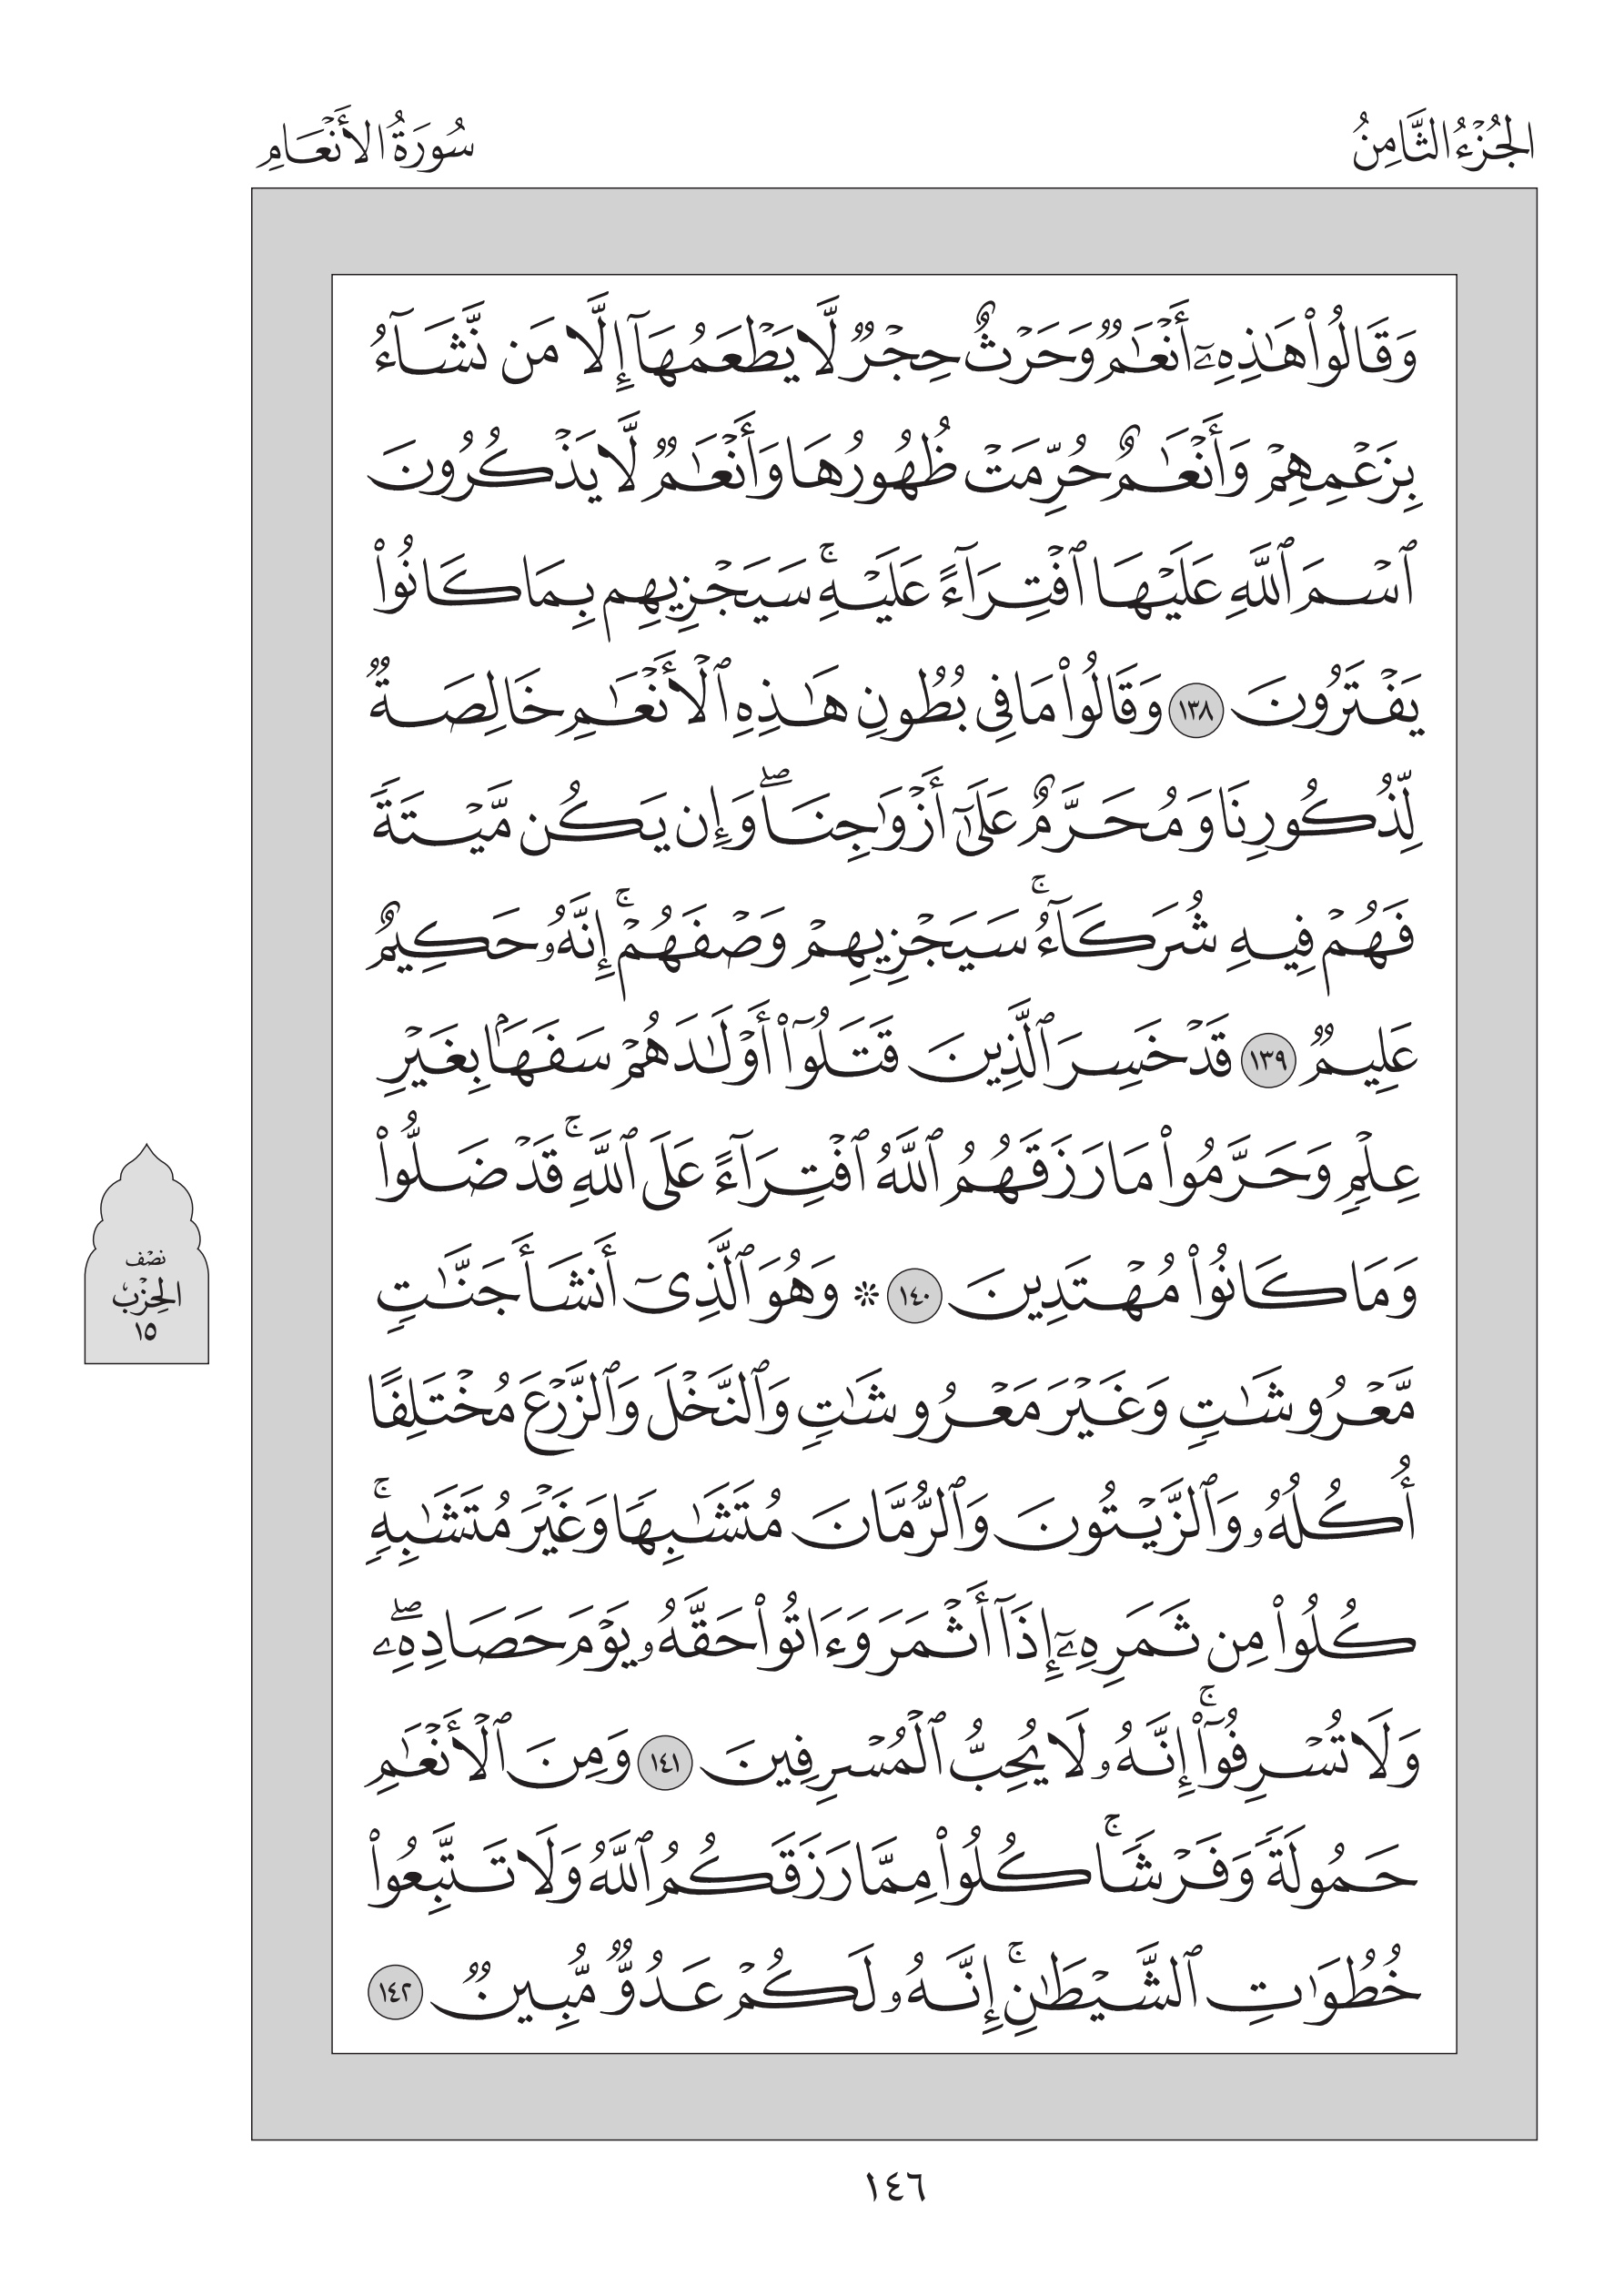 الجُزْءُ الثَّامِنُ
سُورَةُ الأَنْعَامِ
وَقَالُواْ هَٰذِهِۦٓ أَنۡعَٰمٞ وَحَرۡثٌ حِجۡرٞ لَّا يَطۡعَمُهَآ إِلَّا مَن نَّشَآءُ
بِزَعۡمِهِمۡ وَأَنۡعَٰمٌ حُرِّمَتۡ ظُهُورُهَا وَأَنۡعَٰمٞ لَّا يَذۡكُرُونَ
ٱسۡمَ ٱللَّهِ عَلَيۡهَا ٱفۡتِرَآءً عَلَيۡهِۚ سَيَجۡزِيهِم بِمَا كَانُواْ
يَفۡتَرُونَ ١٣٨ وَقَالُواْ مَا فِي بُطُونِ هَٰذِهِ ٱلۡأَنۡعَٰمِ خَالِصَةٞ
لِّذُكُورِنَا وَمُحَرَّمٌ عَلَىٰٓ أَزۡوَٰجِنَاۖ وَإِن يَكُن مَّيۡتَةٗ
فَهُمۡ فِيهِ شُرَكَآءُۚ سَيَجۡزِيهِمۡ وَصۡفَهُمۡۚ إِنَّهُۥ حَكِيمٌ
عَلِيمٞ ١٣٩ قَدۡ خَسِرَ ٱلَّذِينَ قَتَلُوٓاْ أَوۡلَٰدَهُمۡ سَفَهَۢا بِغَيۡرِ
عِلۡمٖ وَحَرَّمُواْ مَا رَزَقَهُمُ ٱللَّهُ ٱفۡتِرَآءً عَلَى ٱللَّهِۚ قَدۡ ضَلُّواْ
وَمَا كَانُواْ مُهۡتَدِينَ ١٤٠ ۞ وَهُوَ ٱلَّذِيٓ أَنشَأَ جَنَّٰتٖ
مَّعۡرُوشَٰتٖ وَغَيۡرَ مَعۡرُوشَٰتٖ وَٱلنَّخۡلَ وَٱلزَّرۡعَ مُخۡتَلِفًا
أُكُلُهُۥ وَٱلزَّيۡتُونَ وَٱلرُّمَّانَ مُتَشَٰبِهٗا وَغَيۡرَ مُتَشَٰبِهٖۚ
كُلُواْ مِن ثَمَرِهِۦٓ إِذَآ أَثۡمَرَ وَءَاتُواْ حَقَّهُۥ يَوۡمَ حَصَادِهِۦۖ
وَلَا تُسۡرِفُوٓاْۚ إِنَّهُۥ لَا يُحِبُّ ٱلۡمُسۡرِفِينَ ١٤١ وَمِنَ ٱلۡأَنۡعَٰمِ
حَمُولَةٗ وَفَرۡشٗاۚ كُلُواْ مِمَّا رَزَقَكُمُ ٱللَّهُ وَلَا تَتَّبِعُواْ
خُطُوَٰتِ ٱلشَّيۡطَٰنِۚ إِنَّهُۥ لَكُمۡ عَدُوّٞ مُّبِينٞ ١٤٢
نصۡف
الحِزۡب
١٥
١٤٦